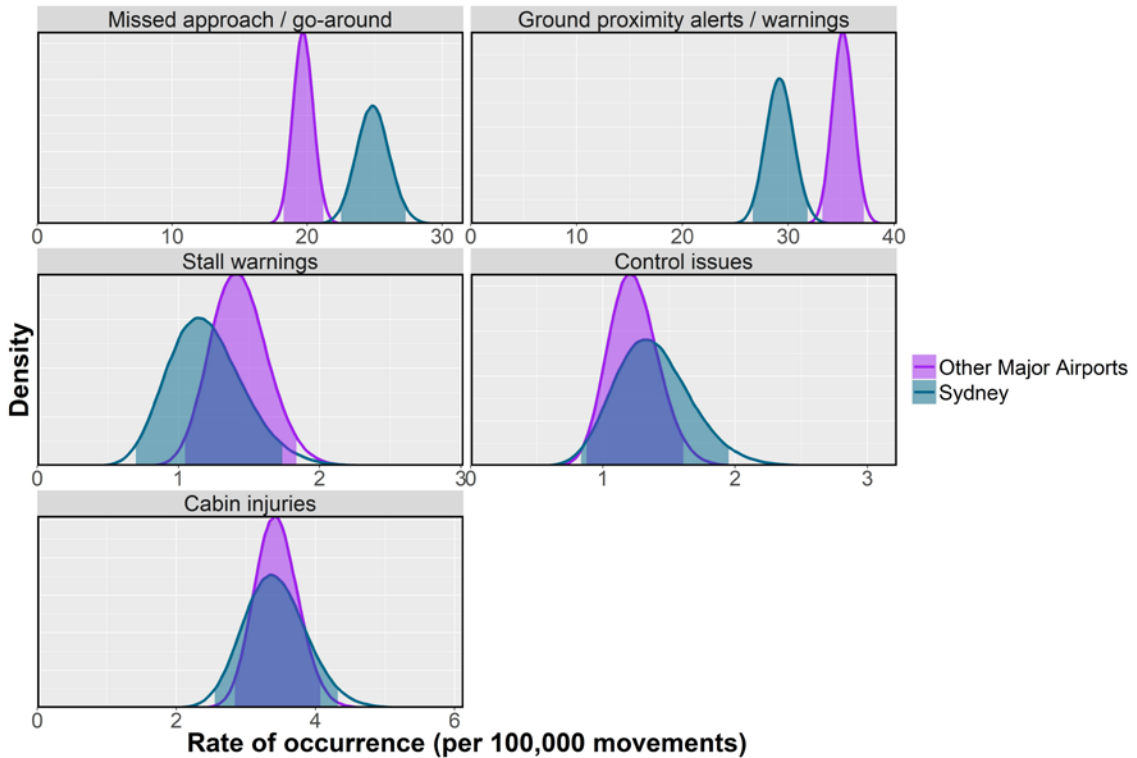 Missed approach / go-around
Ground proximity alerts / warnings
0 10 20 30
0 10 20 30 40
Stall warnings
Control issues
0 1 2 3
0 1 2 3
Cabin injuries
0 2 4 6
Density
Rate of occurrence (per 100,000 movements)
Other Major Airports
Sydney